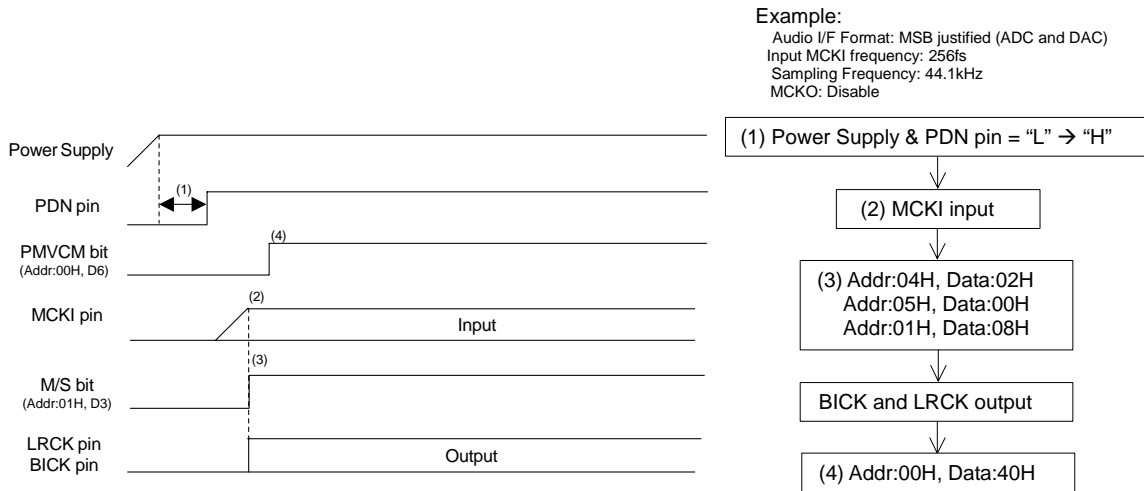 Example:
Audio I/F Format: MSB justified (ADC and DAC)
Input MCKI frequency: 256fs
Sampling Frequency: 44.1kHz
MCKO: Disable
Power Supply
(1)
PDN pin
(4)
PMVCM bit
(Addr:00H, D6)
(2)
MCKI pin
Input
(3)
M/S bit
(Addr:01H, D3)
LRCK pin
BICK pin
Output
(1) Power Supply & PDN pin = “L” → “H”
(2) MCKI input
(3) Addr:04H, Data:02H
Addr:05H, Data:00H
Addr:01H, Data:08H
BICK and LRCK output
(4) Addr:00H, Data:40H